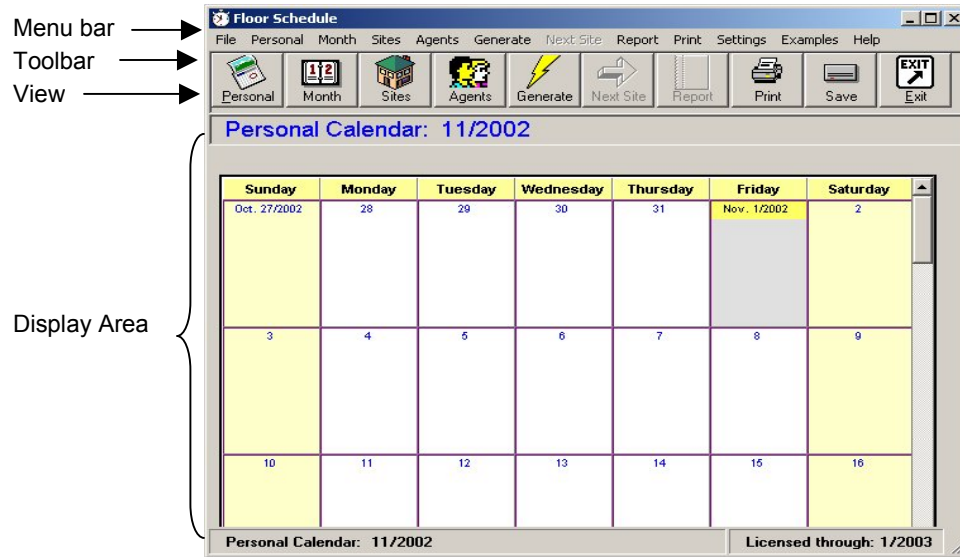 Menu bar
Toolbar
View
Display Area
Floor Schedule
File Personal Month Sites Agents Generate Next Site Report Print Settings Examples Help
Personal Month Sites Agents Generate Next Site Report Print Save EXIT Exit
Personal Calendar: 11/2002
Sunday Monday Tuesday Wednesday Thursday Friday Saturday
Oct. 27/2002 28 29 30 31 Nov. 1/2002 2
3 4 5 6 7 8 9
10 11 12 13 14 15 16
Personal Calendar: 11/2002 Licensed through: 1/2003